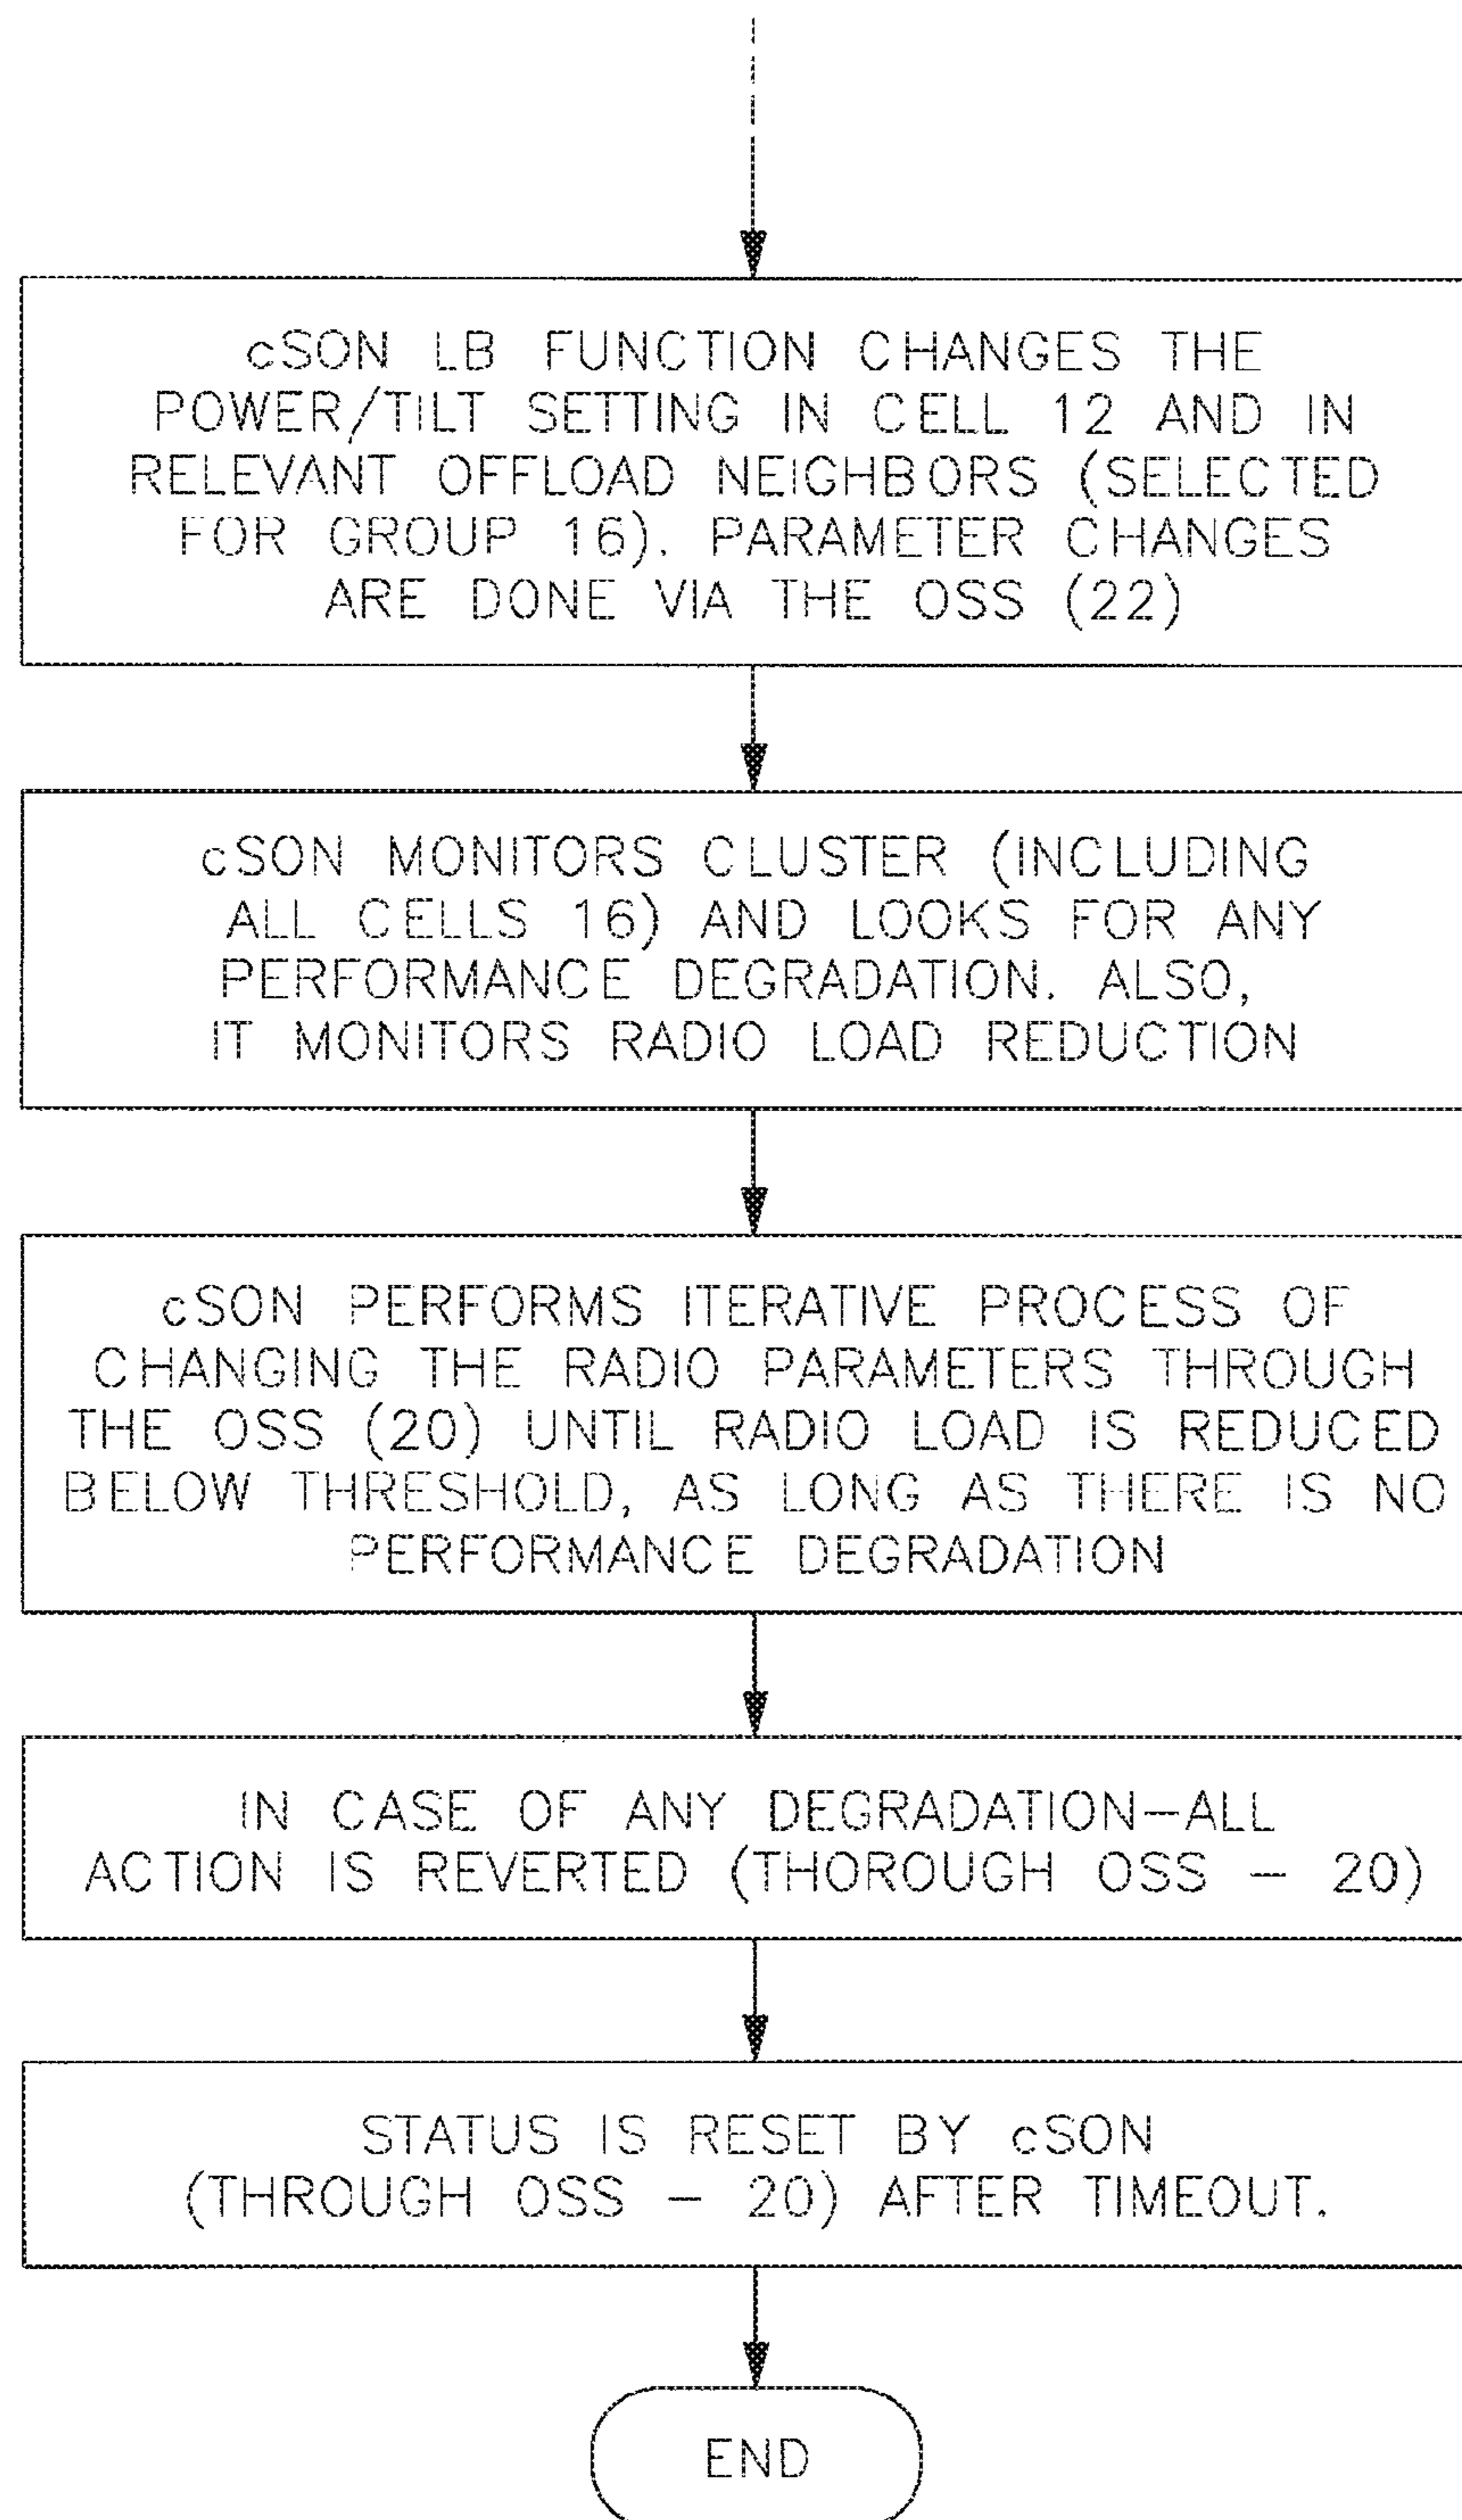 cSON LB FUNCTION CHANGES THE
POWER/TILT SETTING IN CELL 12 AND IN
RELEVANT OFFLOAD NEIGHBORS (SELECTED
FOR GROUP 16). PARAMETER CHANGES
ARE DONE VIA THE OSS (22)
cSON MONITORS CLUSTER (INCLUDING
ALL CELLS 16) AND LOOKS FOR ANY
PERFORMANCE DEGRADATION. ALSO,
IT MONITORS RADIO LOAD REDUCTION
cSON PERFORMS ITERATIVE PROCESS OF
CHANGING THE RADIO PARAMETERS THROUGH
THE OSS (20) UNTIL RADIO LOAD IS REDUCED
BELOW THRESHOLD, AS LONG AS THERE IS NO
PERFORMANCE DEGRADATION
IN CASE OF ANY DEGRADATION—ALL
ACTION IS REVERTED (THOROUGH OSS — 20)
STATUS IS RESET BY cSON
(THROUGH OSS — 20) AFTER TIMEOUT.
END